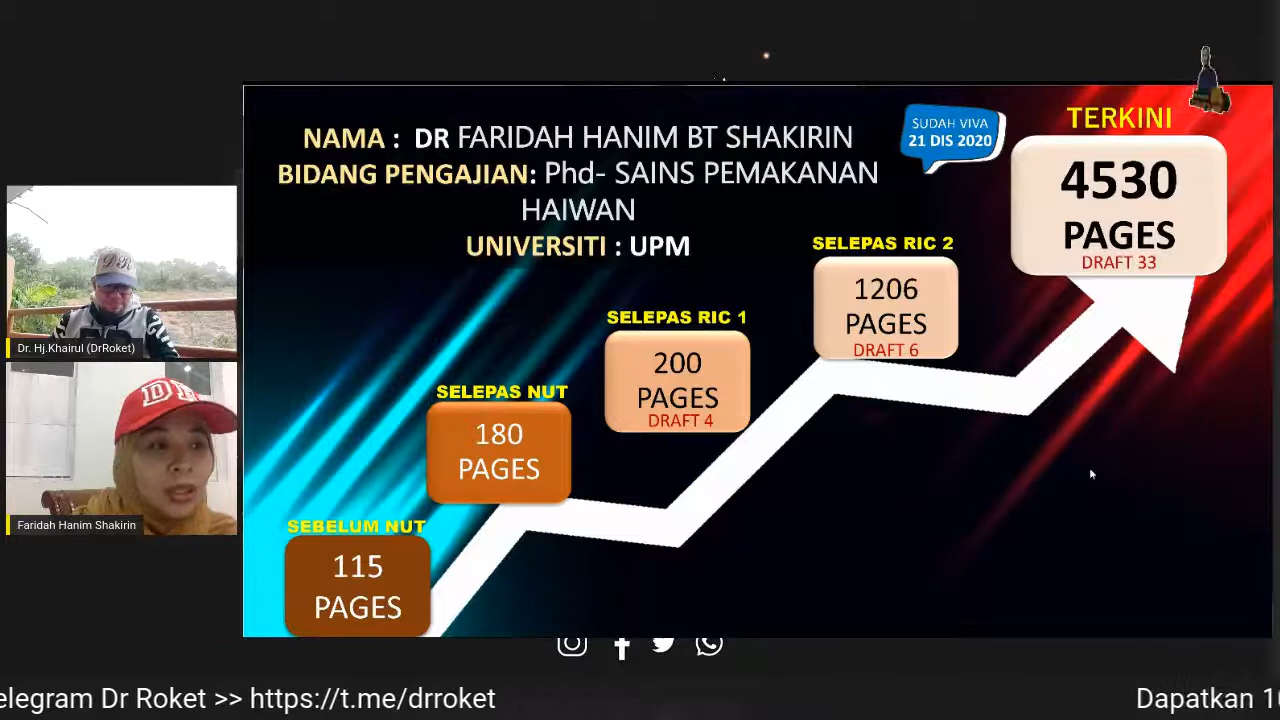 NAMA : DR FARIDAH HANIM BT SHAKIRIN
BIDANG PENGAJIAN: Phd- SAINS PEMAKANAN
HAIWAN
UNIVERSITI : UPM
SUDAH VIVA
21 DIS 2020
TERKINI
4530
PAGES
DRAFT 33
SELEPAS RIC 2
1206
PAGES
DRAFT 6
SELEPAS RIC 1
200
PAGES
DRAFT 4
SELEPAS NUT
180
PAGES
SEBELUM NUT
115
PAGES
D R
Dr. Hj.Khairul (DrRoket)
DR
Faridah Hanim Shakirin
elegram Dr Roket >> https://t.me/drroket
Dapatkan 10